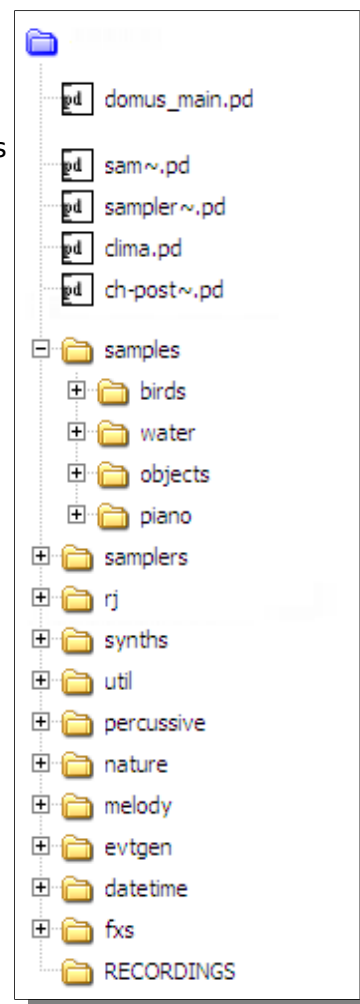 domus_main.pd
s
sam~.pd
sampler~.pd
clima.pd
ch-post~.pd
samples
birds
water
objects
piano
samplers
rj
synths
util
percussive
nature
melody
evtgen
datetime
fxs
RECORDINGS